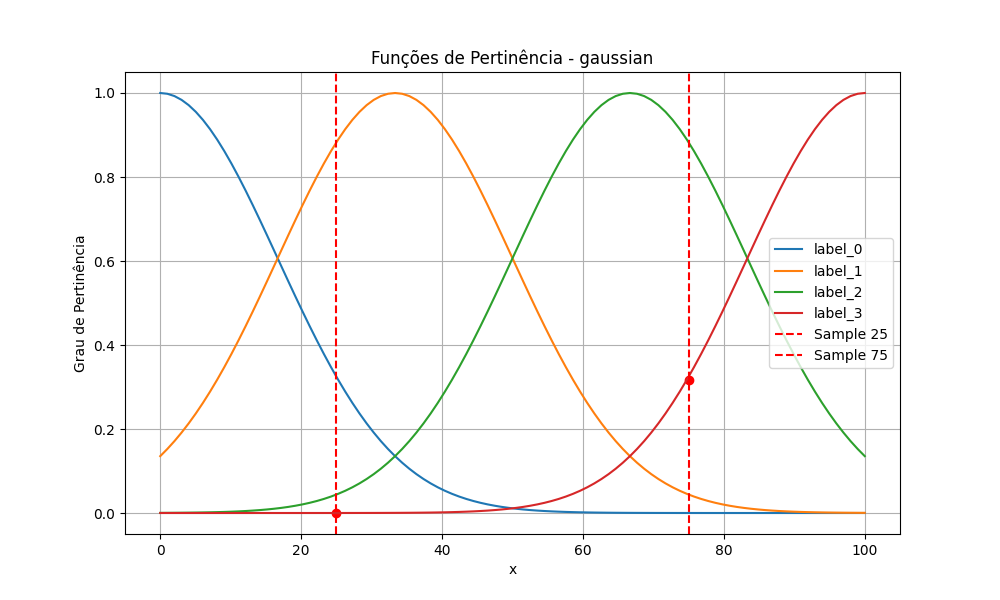 Funções de Pertinência - gaussian
Grau de Pertinência
1.0
0.8
0.6
0.4
0.2
0.0
label_0
label_1
label_2
label_3
Sample 25
Sample 75
0 20 40 60 80 100
x